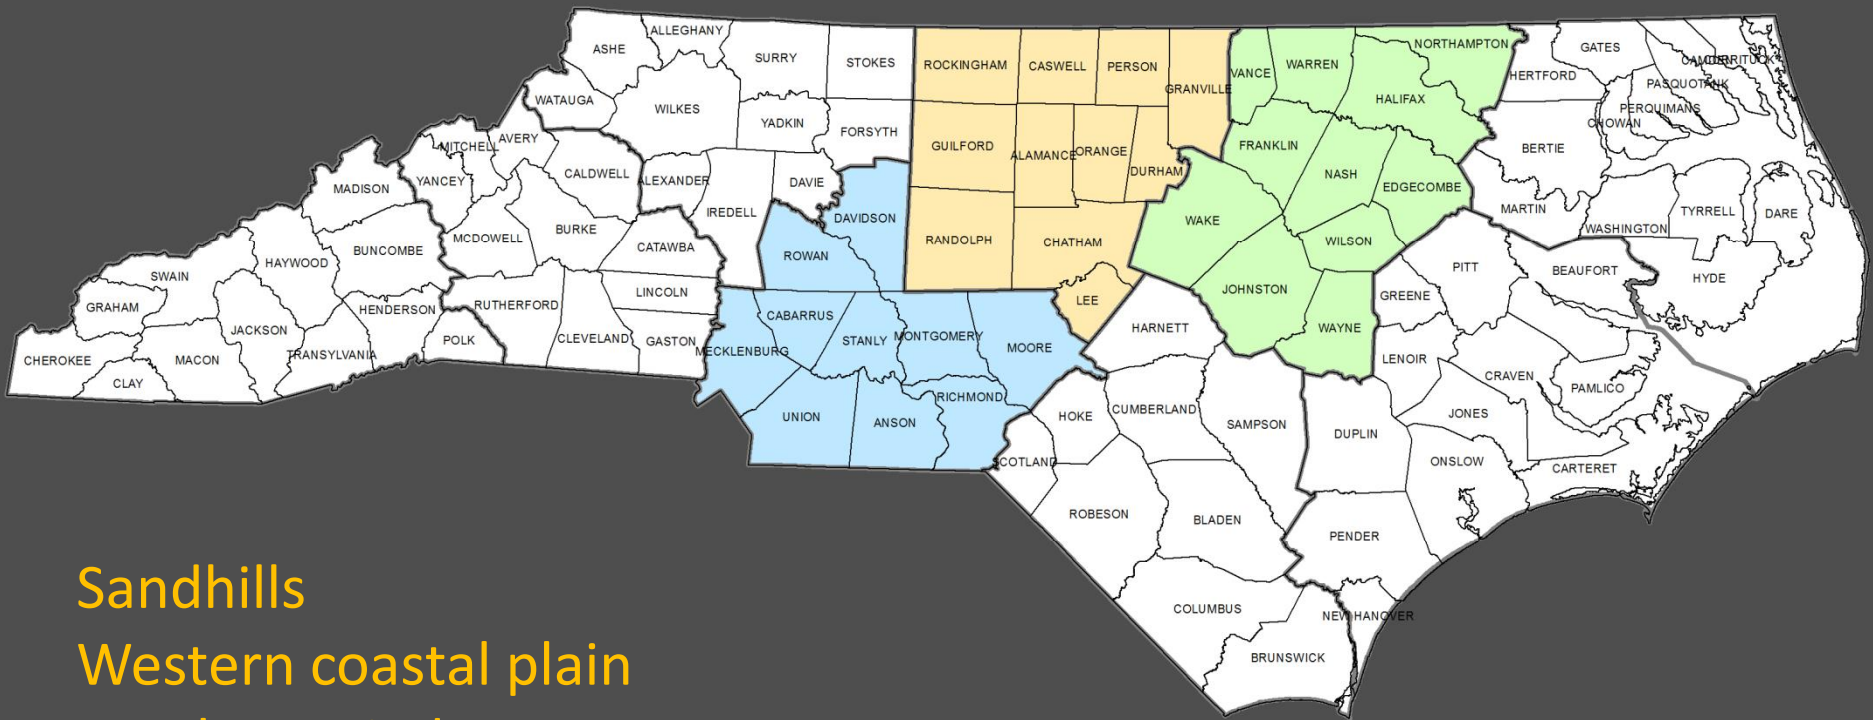 ALLEGHANY
ASHE
SURRY
STOKES
ROCKINGHAM
CASWELL
PERSON
GRANVILLE
VANCE
WARREN
NORTHAMPTON
GATES
CAMDEN
CURRITUCK
HERTFORD
PASQUOTANK
WATAUGA
WILKES
HALIFAX
PERQUIMANS
CHOWAN
YADKIN
FORSYTH
AVERY
MITCHELL
GUILFORD
ALAMANCE
ORANGE
FRANKLIN
BERTIE
DURHAM
NASH
CALDWELL
ALEXANDER
YANCEY
DAVIE
MADISON
EDGECOMBE
MARTIN
TYRRELL
DARE
IREDELL
DAVIDSON
WAKE
WASHINGTON
BURKE
MCDOWELL
CATAWBA
RANDOLPH
CHATHAM
WILSON
BUNCOMBE
HAYWOOD
ROWAN
PITT
BEAUFORT
HYDE
SWAIN
LINCOLN
JOHNSTON
GREENE
GRAHAM
HENDERSON
RUTHERFORD
LEE
JACKSON
CABARRUS
HARNETT
WAYNE
CLEVELAND
GASTON
POLK
MECKLENBURG
STANLY
MONTGOMERY
MOORE
CHEROKEE
MACON
TRANSYLVANIA
LENOIR
CRAVEN
PAMLICO
CLAY
RICHMOND
UNION
ANSON
HOKE
CUMBERLAND
SAMPSON
DUPLIN
JONES
SCOTLAND
ONSLOW
CARTERET
ROBESON
BLADEN
PENDER
COLUMBUS
NEW HANOVER
BRUNSWICK
Sandhills
Western coastal plain